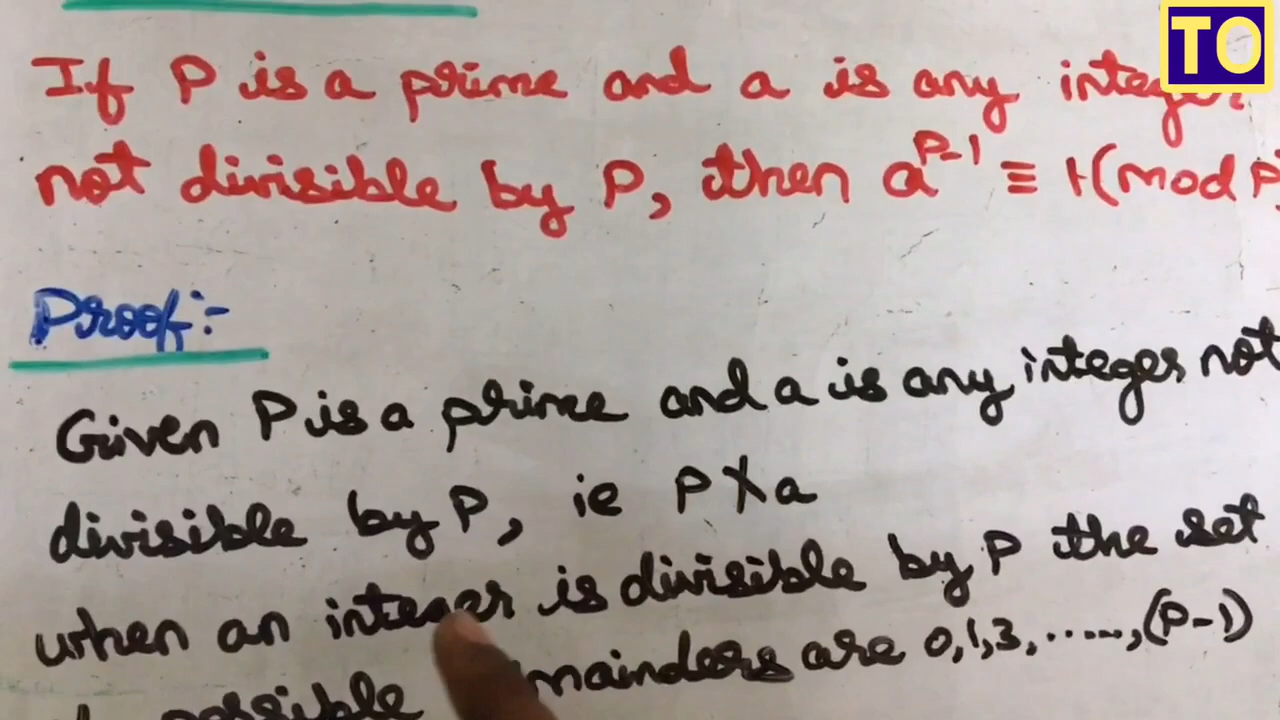 TO
If P is a prime and a is any integer
not divisible by P, then a^{P-1} ≡ 1(mod P
Proof:-
Given P is a prime and a is any integer not
divisible by P, ie P∤a
when an integer is divisible by P the set
possible remainders are 0,1,3,.....,(P-1)